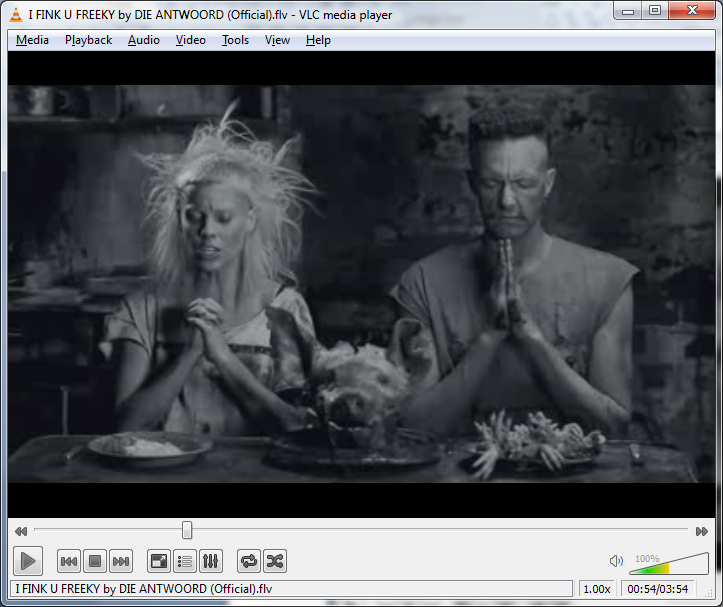 I FINK U FREEKY by DIE ANTWOORD (Official).flv - VLC media player
Media Playback Audio Video Tools View Help
100%
I FINK U FREEKY by DIE ANTWOORD (Official).flv 1.00x 00:54/03:54